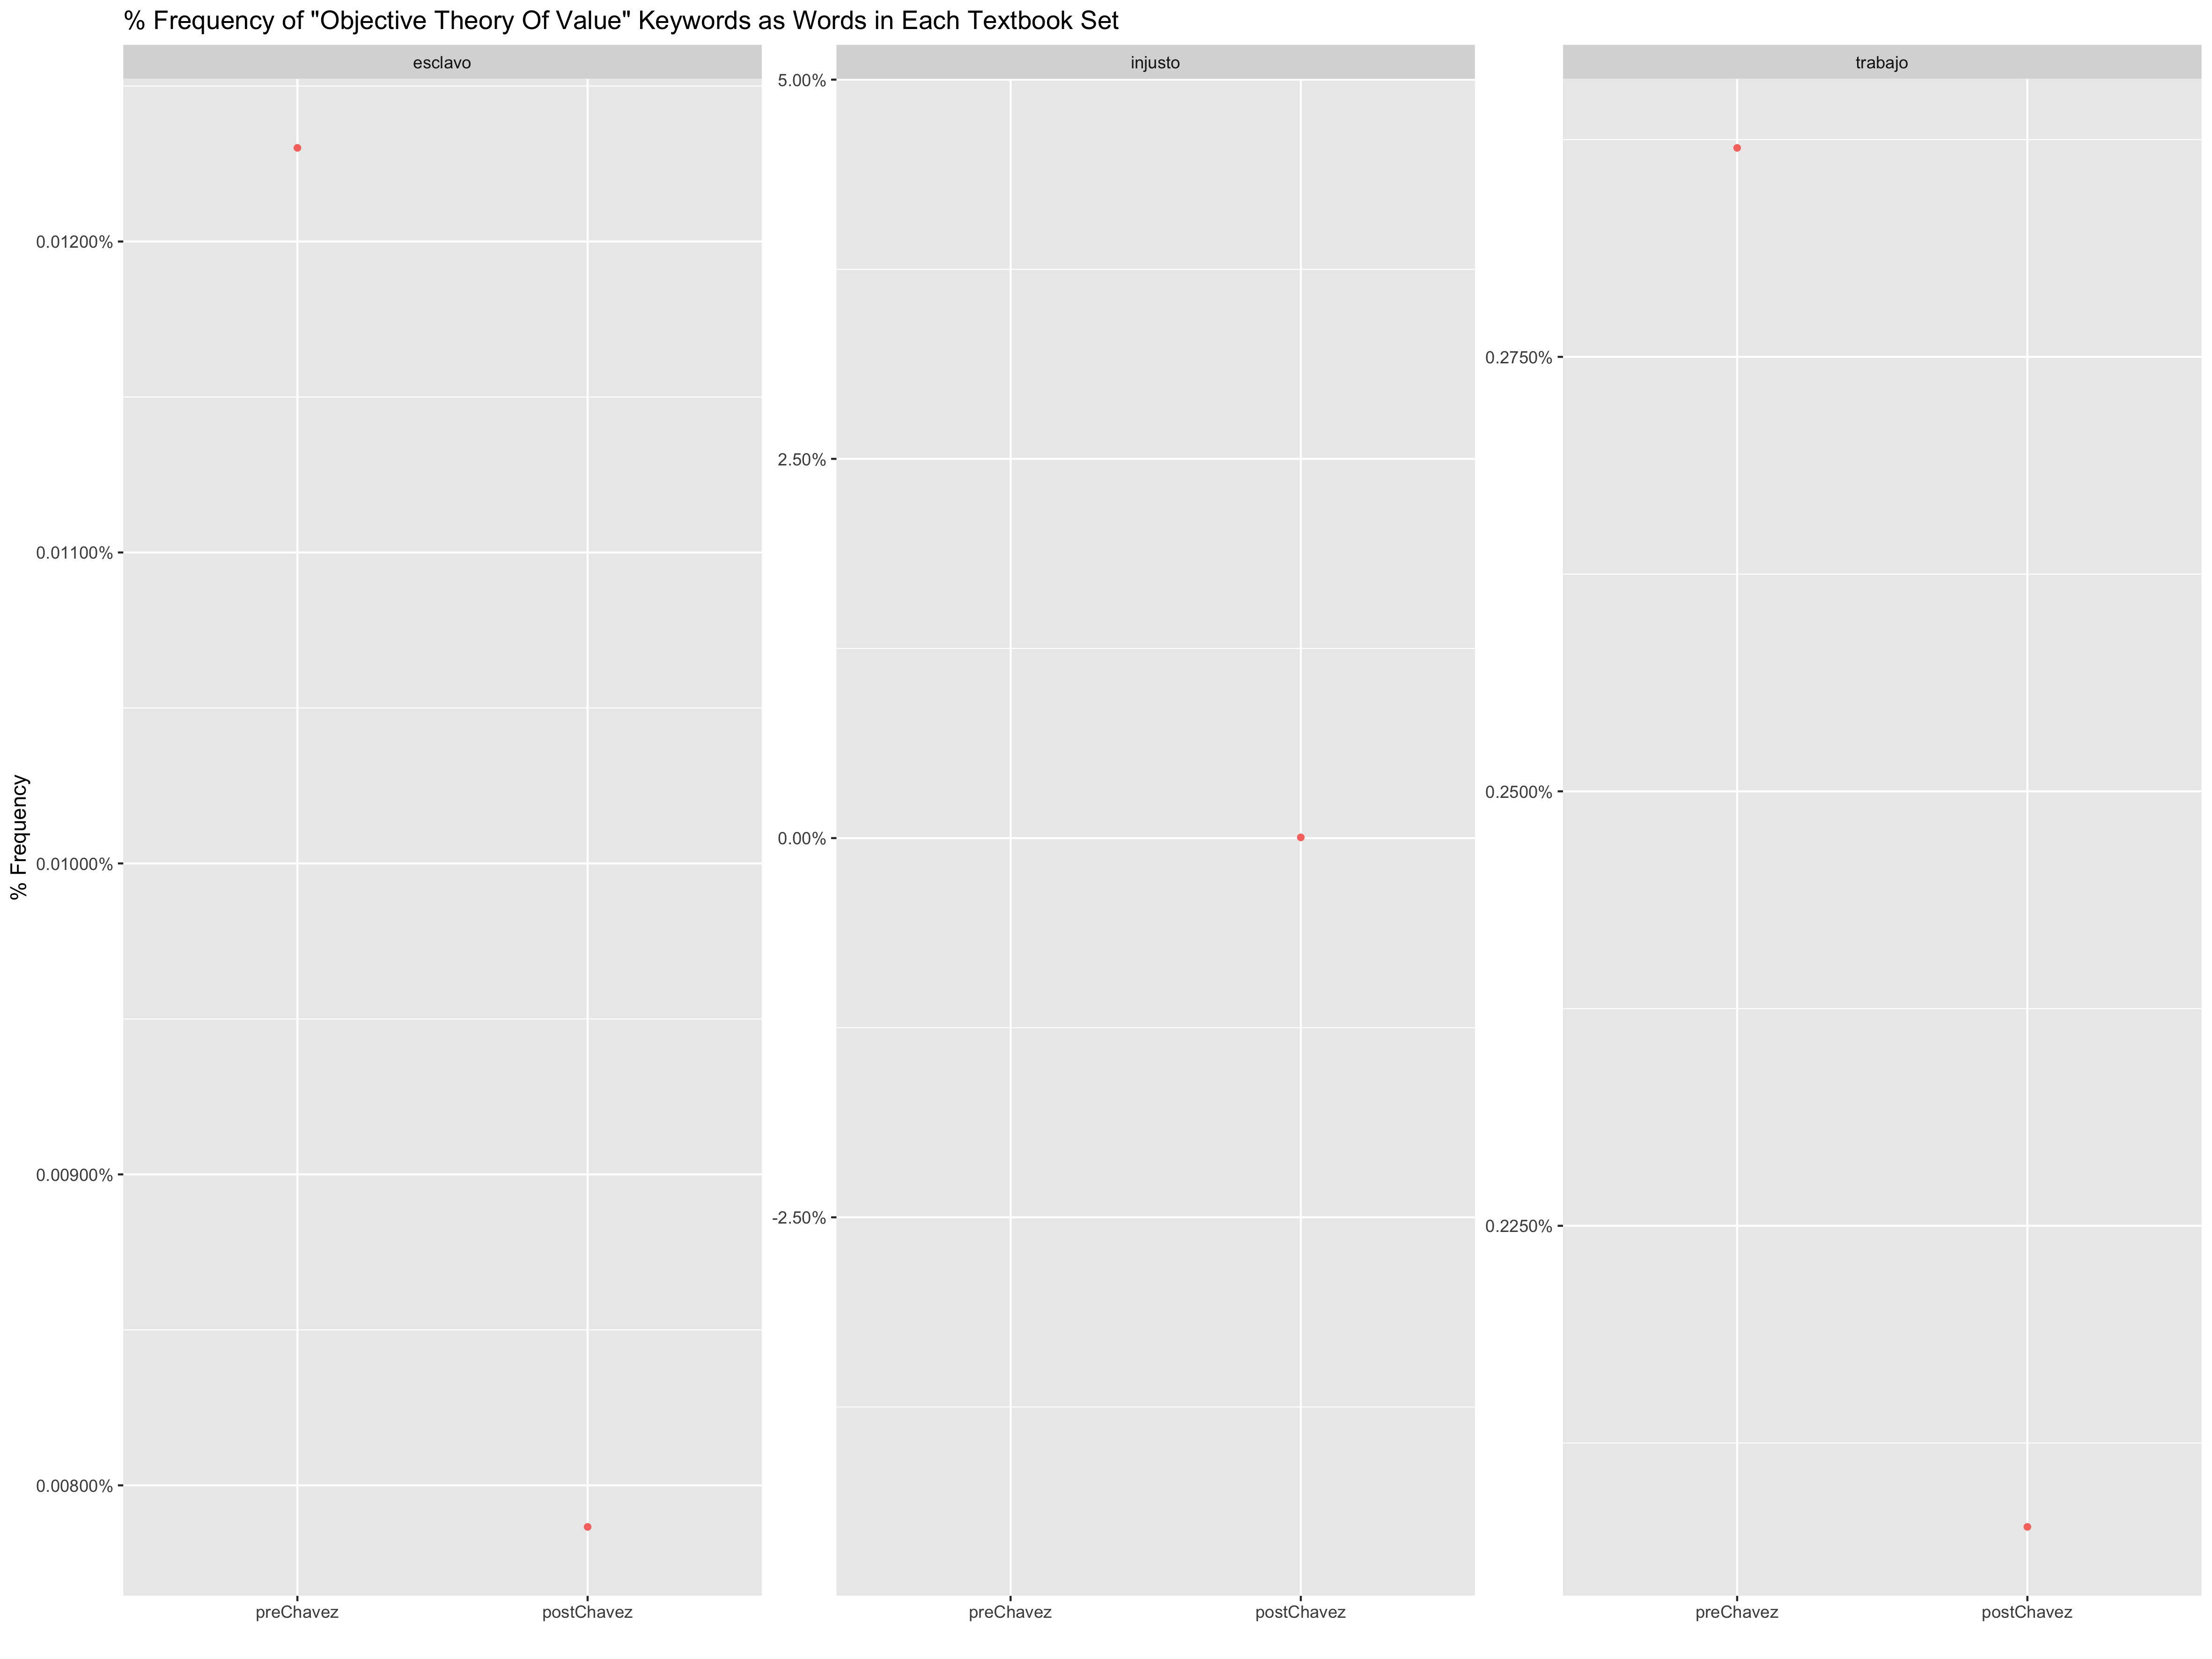 % Frequency of "Objective Theory Of Value" Keywords as Words in Each Textbook Set
% Frequency
esclavo
0.01200%
0.01100%
0.01000%
0.00900%
0.00800%
preChavez
postChavez
injusto
5.00%
2.50%
0.00%
-2.50%
preChavez
postChavez
trabajo
0.2750%
0.2500%
0.2250%
preChavez
postChavez